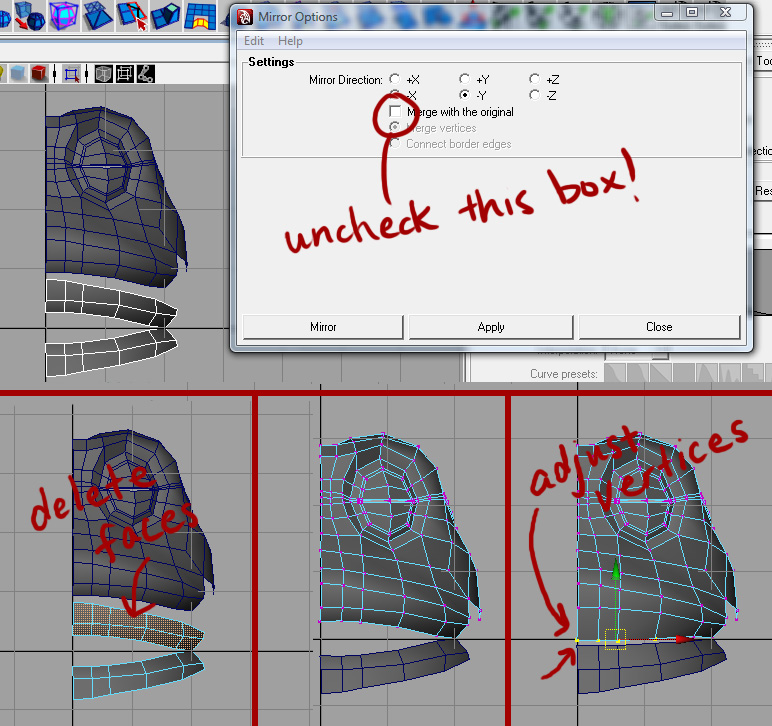 Mirror Options
Edit Help
Settings
Mirror Direction: +X +Y +Z
-X -Y -Z
Merge with the original
Merge vertices
Connect border edges
uncheck this box!
Mirror Apply Close
Curve presets:
delete
faces
adjust
vertices